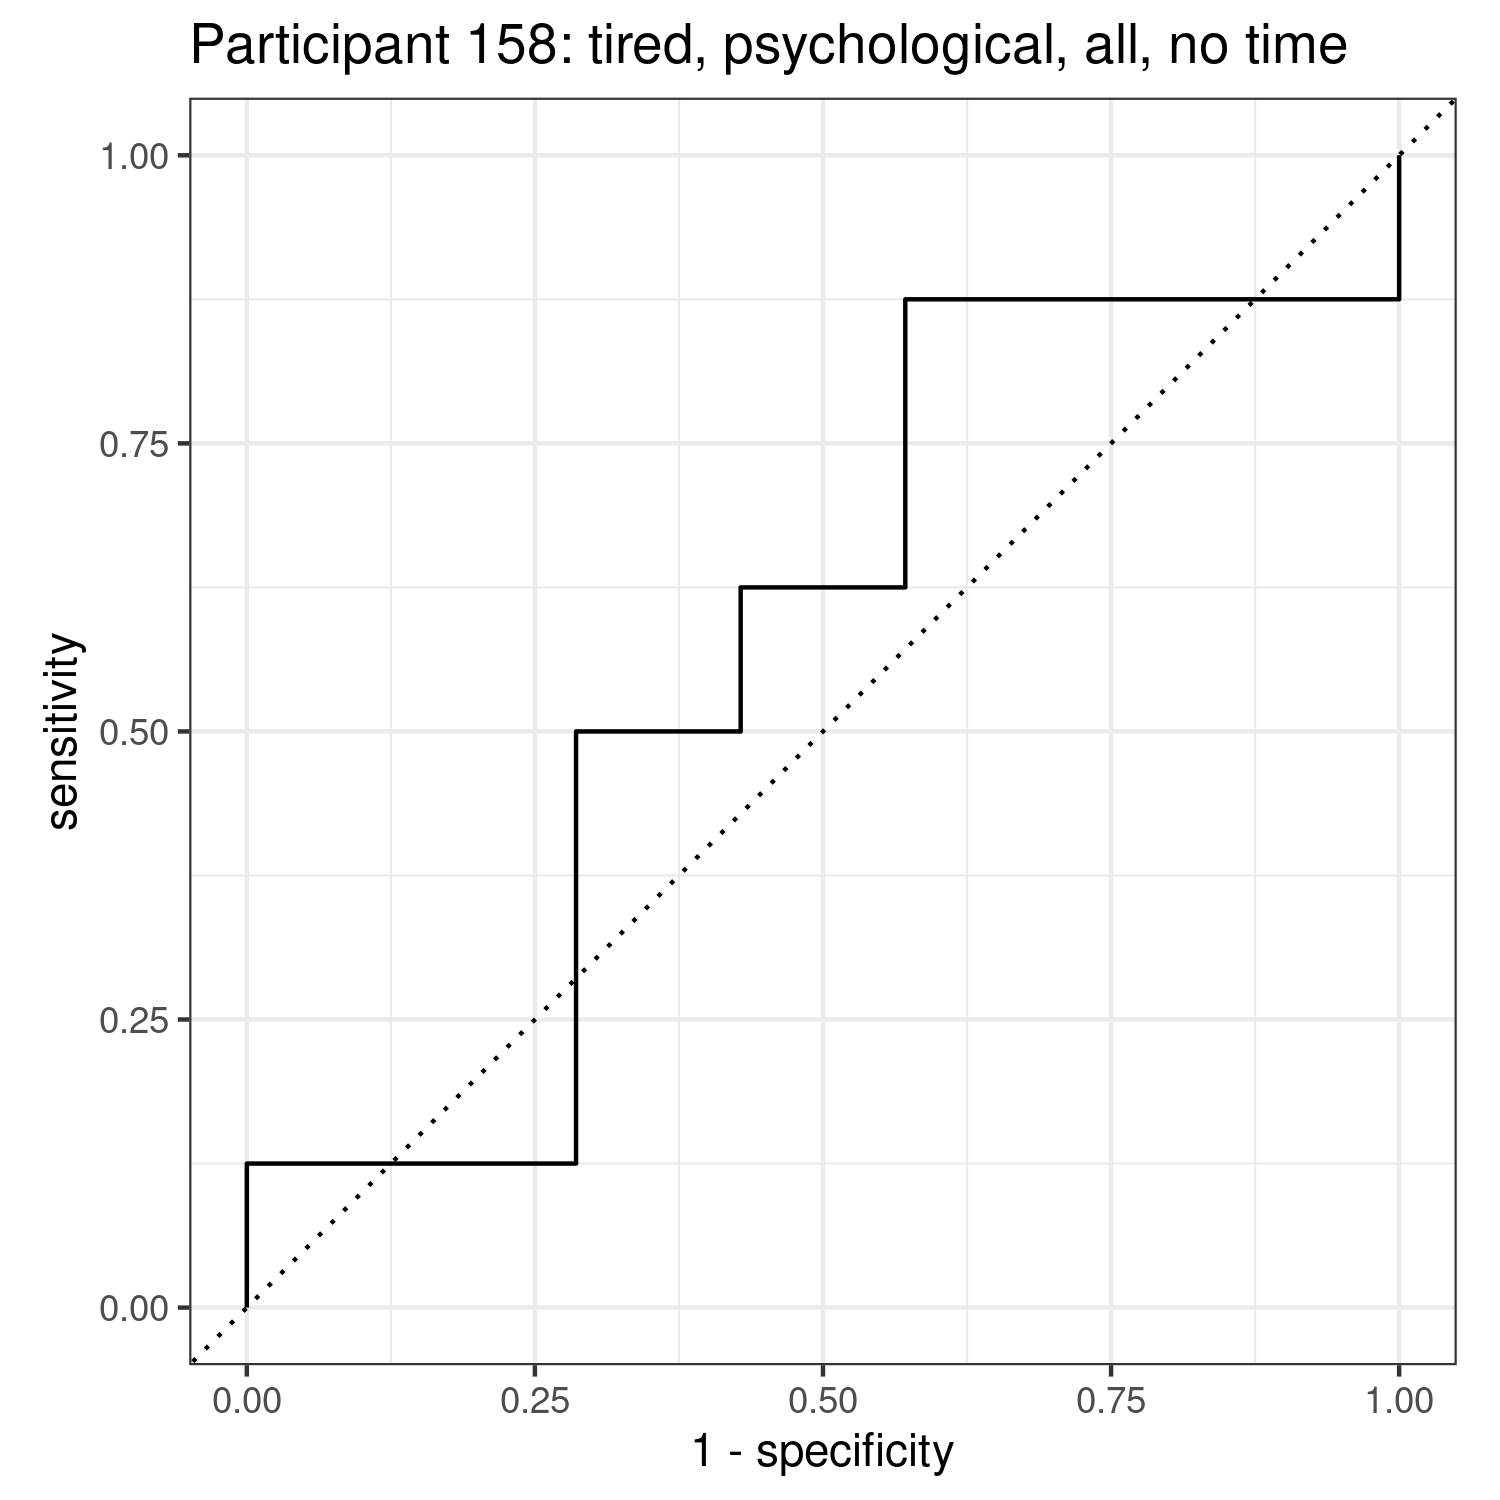 Participant 158: tired, psychological, all, no time
1.00
0.75
0.50
0.25
0.00
sensitivity
0.00 0.25 0.50 0.75 1.00
1 - specificity